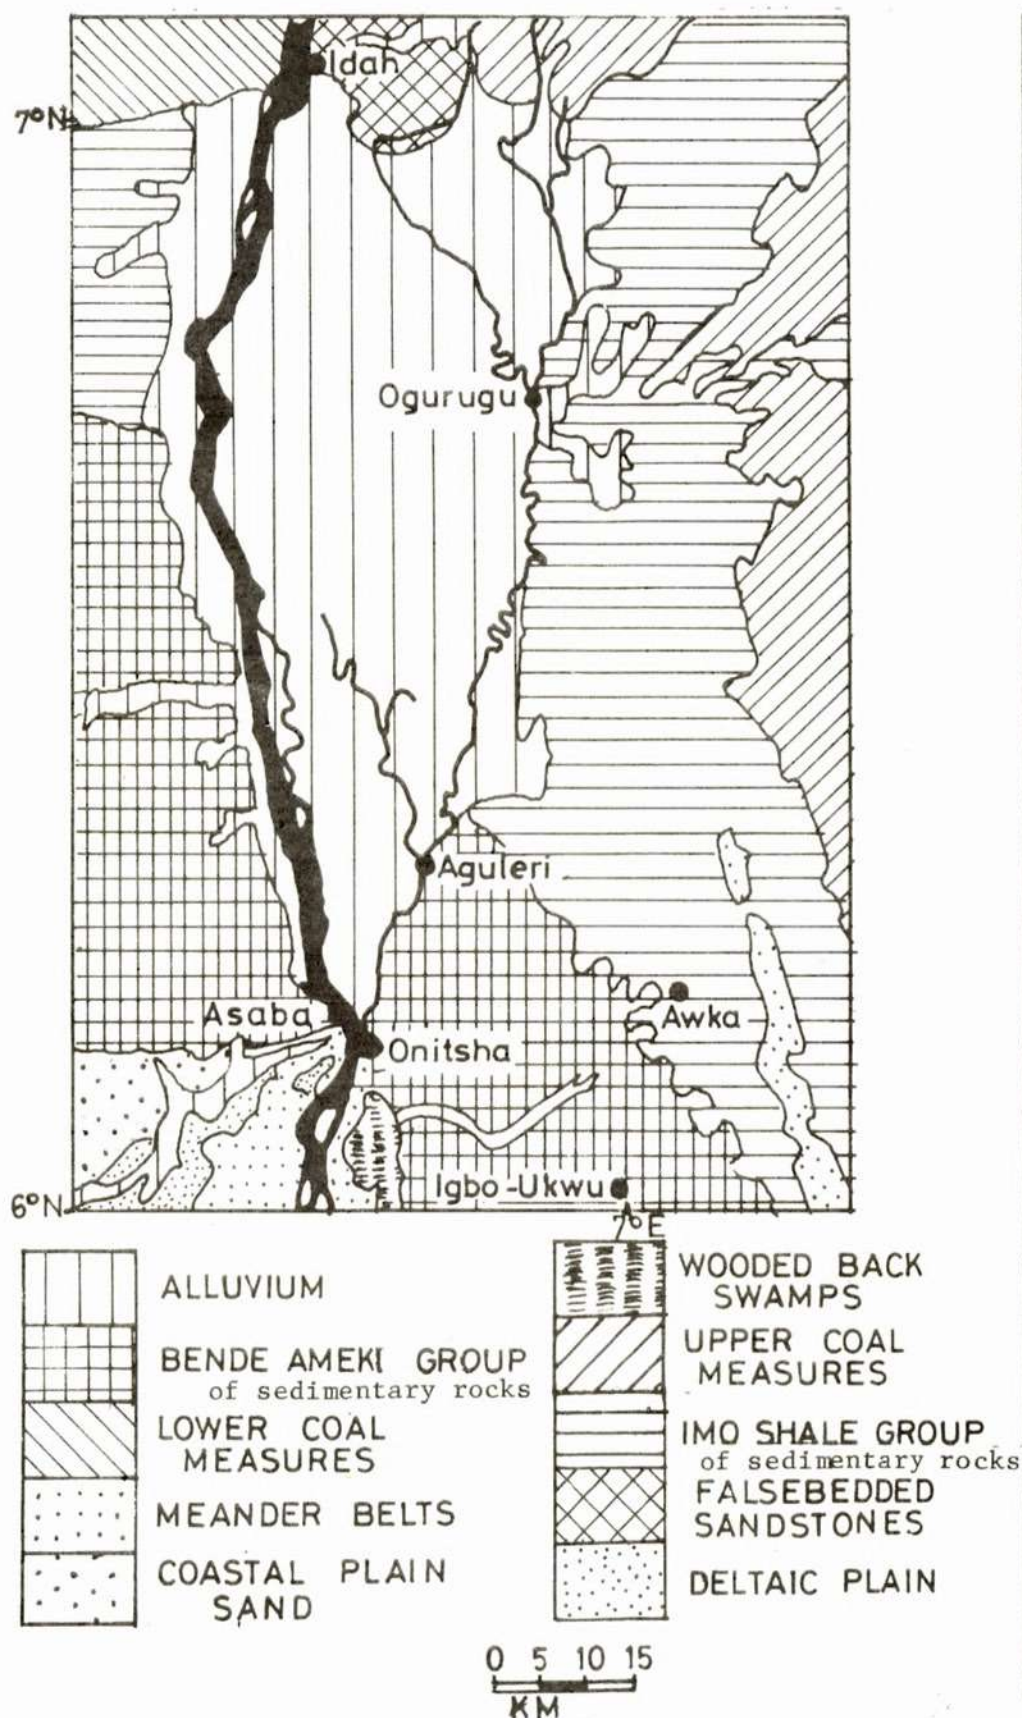 Idah
7°N
Ogurugu
Aguleri
Asaba
Awka
Onitsha
Igbo-Ukwu
6°N
7°E
ALLUVIUM
BENDE AMEKI GROUP
of sedimentary rocks
LOWER COAL
MEASURES
MEANDER BELTS
COASTAL PLAIN
SAND
WOODED BACK
SWAMPS
UPPER COAL
MEASURES
IMO SHALE GROUP
of sedimentary rocks
FALSEBEDDED
SANDSTONES
DELTAIC PLAIN
0 5 10 15
KM